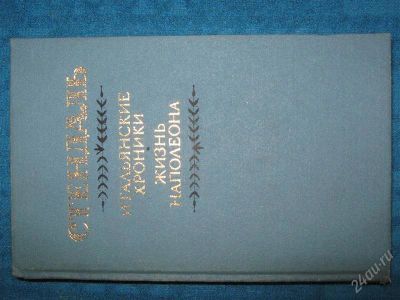 СТЕНДАЛЬ
ИТАЛЬЯНСКИЕ
ХРОНИКИ
ЖИЗНЬ
НАПОЛЕОНА
24au.ru